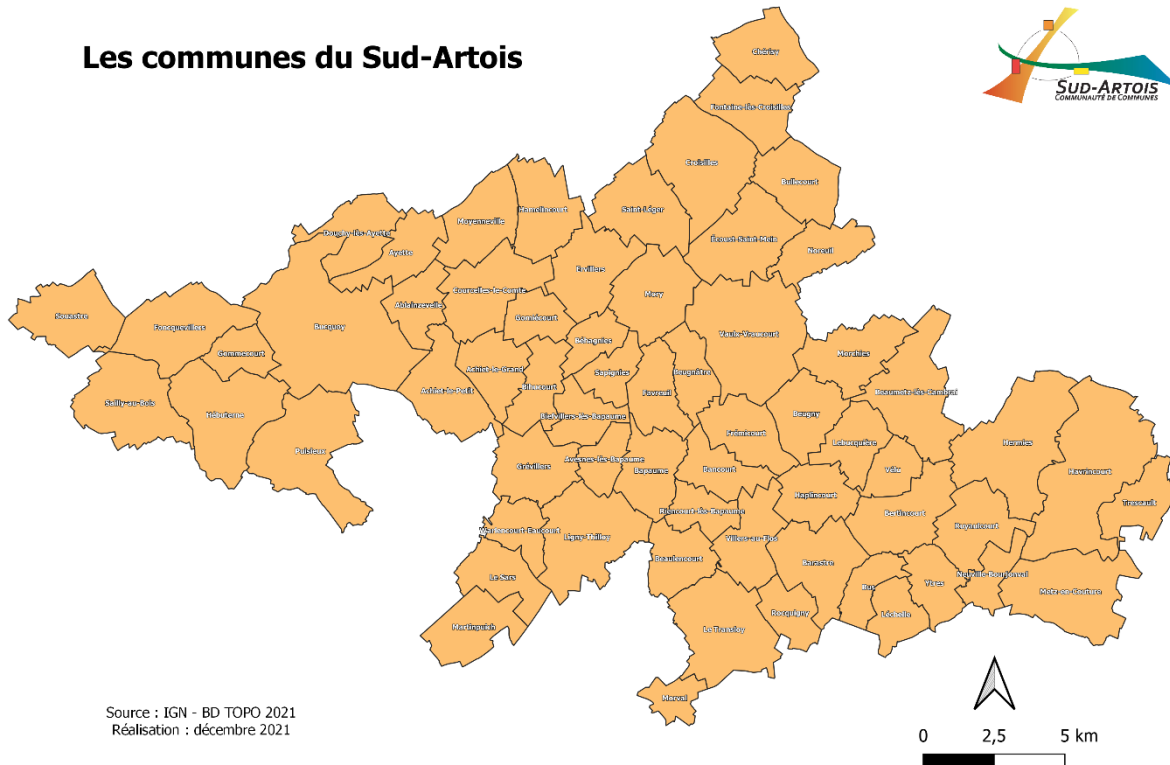 Les communes du Sud-Artois
SUD-ARTOIS
COMMUNAUTÉ DE COMMUNES
Chérisy
Fontaine-lès-Croisilles
Croisilles
Bullecourt
Saint-Léger
Hamelincourt
Moyenneville
Douchy-lès-Ayette
Ayette
Noreuil
Ervillers
Mory
Courcelles-le-Comte
Ablainzevelle
Gomiécourt
Souastre
Foncquevillers
Bucquoy
Vaulx-Vraucourt
Béhagnies
Gommecourt
Morchies
Sapignies
Beugnâtre
Achiet-le-Grand
Achiet-le-Petit
Bihucourt
Favreuil
Beaumetz-lès-Cambrai
Sailly-au-Bois
Hébuterne
Biefvillers-lès-Bapaume
Beugny
Frémicourt
Lebucquière
Hermies
Puisieux
Avesnes-lès-Bapaume
Grévillers
Bapaume
Bancourt
Vélu
Havrincourt
Haplincourt
Trescault
Riencourt-lès-Bapaume
Bertincourt
Ruyaulcourt
Warlencourt-Eaucourt
Ligny-Thilloy
Villers-au-Flos
Beaulencourt
Barastre
Le Sars
Neuville-Bourjonval
Ytres
Bus
Metz-en-Couture
Rocquigny
Léchelle
Martinpuich
Le Transloy
Morval
Source : IGN - BD TOPO 2021
Réalisation : décembre 2021
0 2,5 5 km